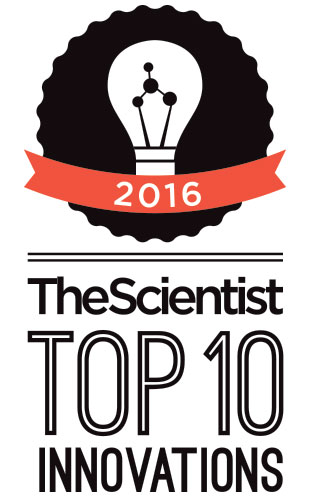 2016
TheScientist
TOP 10
INNOVATIONS